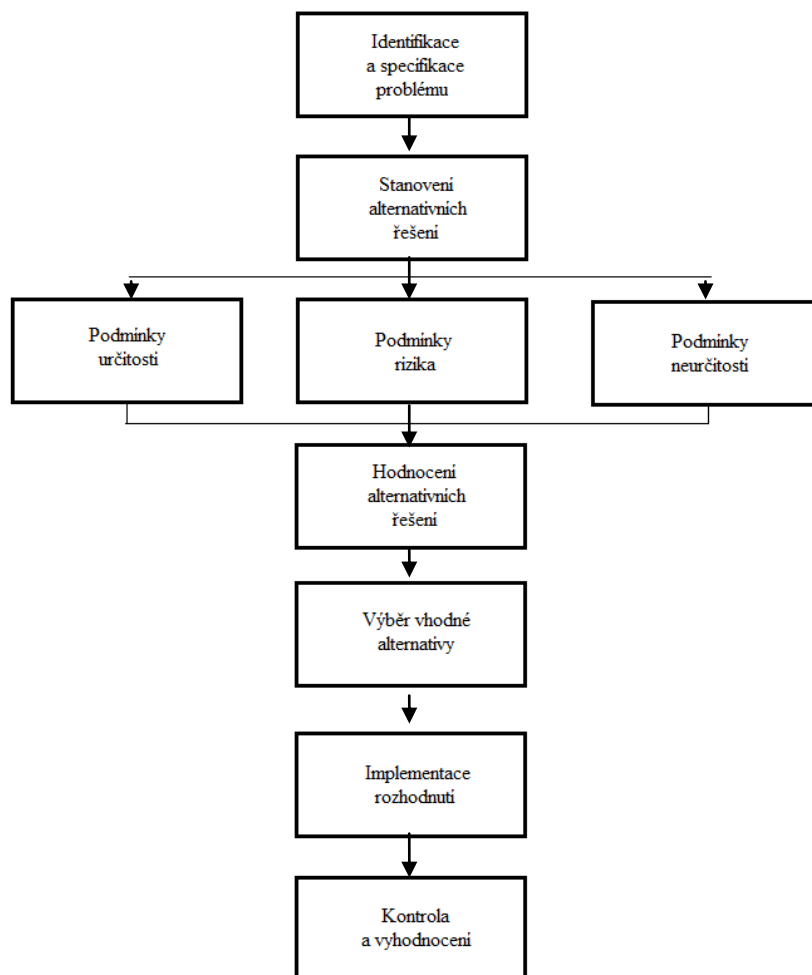 Identifikace
a specifikace
problému
Stanovení
alternativních
řešení
Podmínky
určitosti
Podmínky
rizika
Podmínky
neurčitosti
Hodnocení
alternativních
řešení
Výběr vhodné
alternativy
Implementace
rozhodnutí
Kontrola
a vyhodnocení